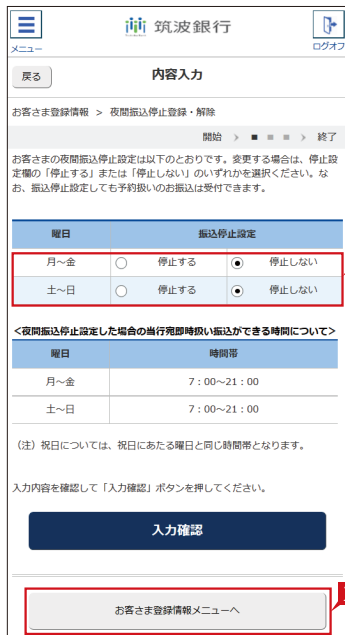 筑波銀行
メニュー
ログオフ
戻る
内容入力
お客さま登録情報 ＞ 夜間振込停止登録・解除
開始 ＞ ■ ■ ■ ＞ 終了
お客さまの夜間振込停止設定は以下のとおりです。変更する場合は、停止設
定欄の「停止する」または「停止しない」のいずれかを選択ください。な
お、振込停止設定しても予約扱いのお振込は受付できます。
曜日 振込停止設定
月～金 停止する 停止しない
土～日 停止する 停止しない
＜夜間振込停止設定した場合の当行宛即時扱い振込ができる時間について＞
曜日 時間帯
月～金 7：00～21：00
土～日 7：00～21：00
（注）祝日については、祝日にあたる曜日と同じ時間帯となります。
入力内容を確認して「入力確認」ボタンを押してください。
入力確認
お客さま登録情報メニューへ